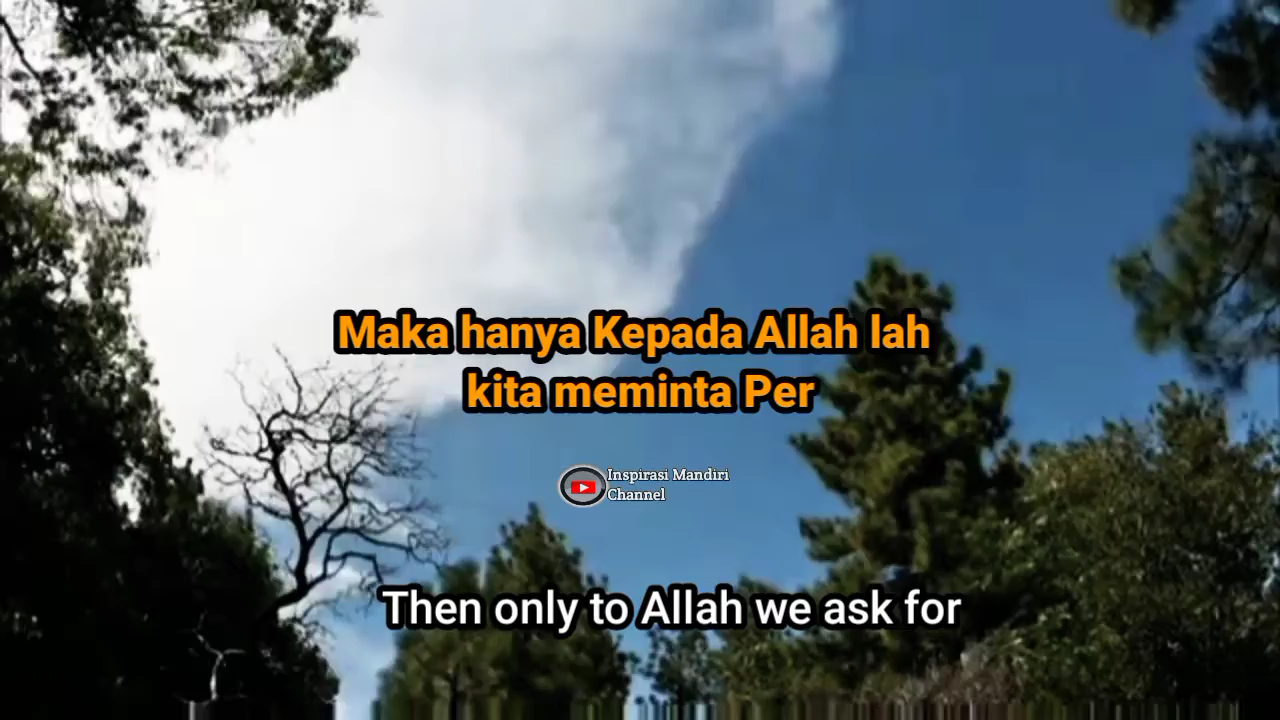 Maka hanya Kepada Allah lah
kita meminta Per
Inspirasi Mandiri
Channel
Then only to Allah we ask for